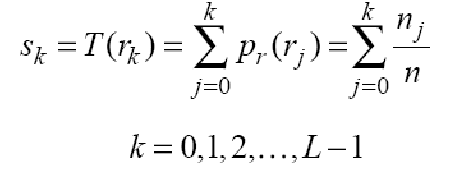 s_k = T(r_k) = \sum_{j=0}^{k} p_r(r_j) = \sum_{j=0}^{k} \frac{n_j}{n}
k = 0,1,2,…,L−1